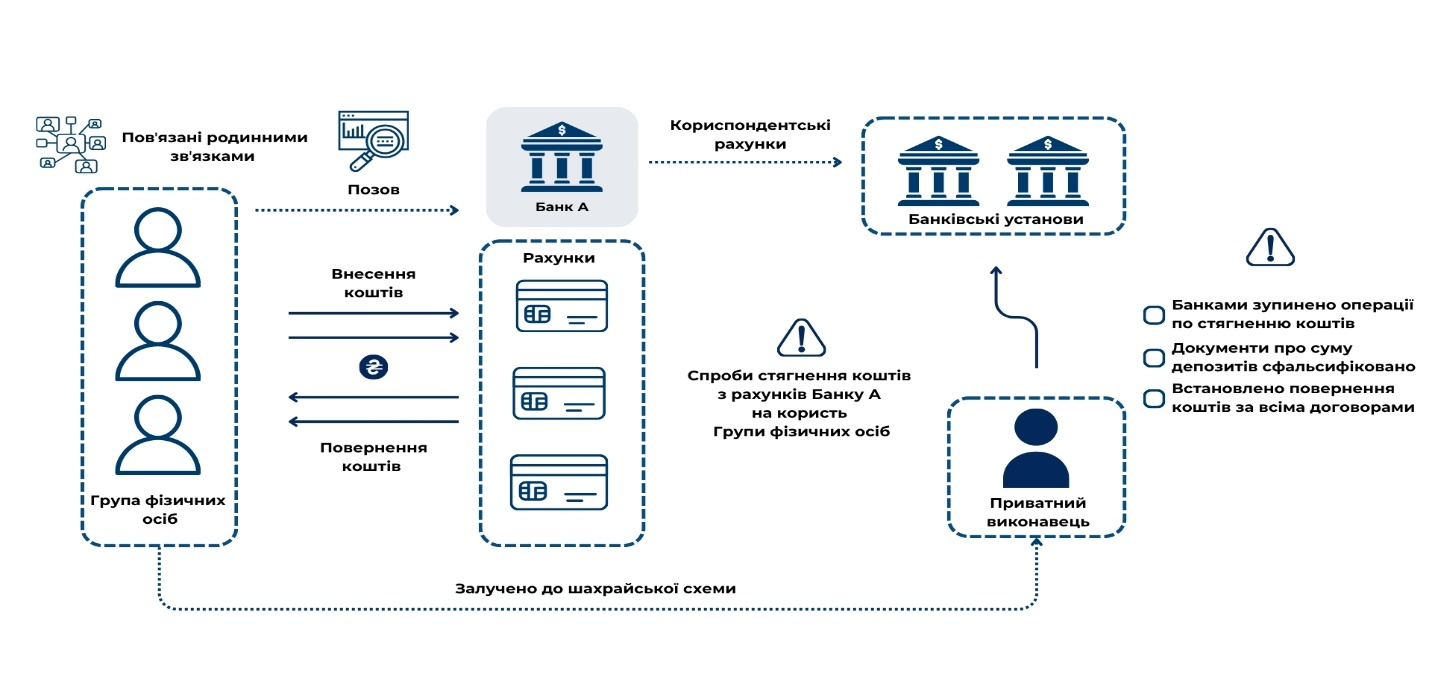 Пов'язані родинними
зв'язками
Позов
$
Банк А
Кориспондентські
рахунки
$ $
Банківські установи
Рахунки
Внесення
коштів
₴
Повернення
коштів
Група фізичних
осіб
Спроби стягнення коштів
з рахунків Банку А
на користь
Групи фізичних осіб
Банками зупинено операції
по стягненню коштів
Документи про суму
депозитів сфальсифіковано
Встановлено повернення
коштів за всіма договорами
Приватний
виконавець
Залучено до шахрайської схеми